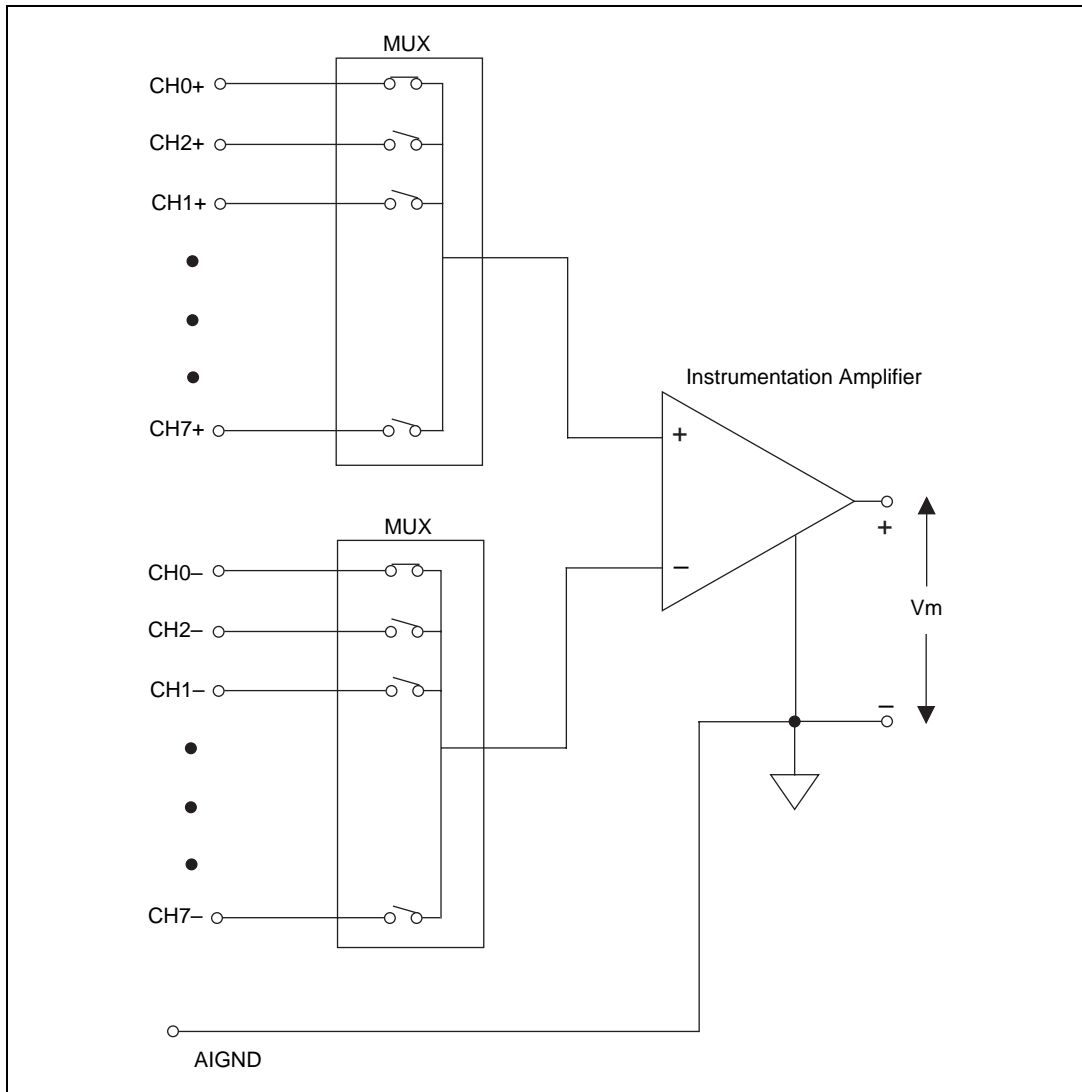 MUX
CH0+
CH2+
CH1+
CH7+
Instrumentation Amplifier
+
−
+
Vm
−
MUX
CH0–
CH2–
CH1–
CH7–
AIGND